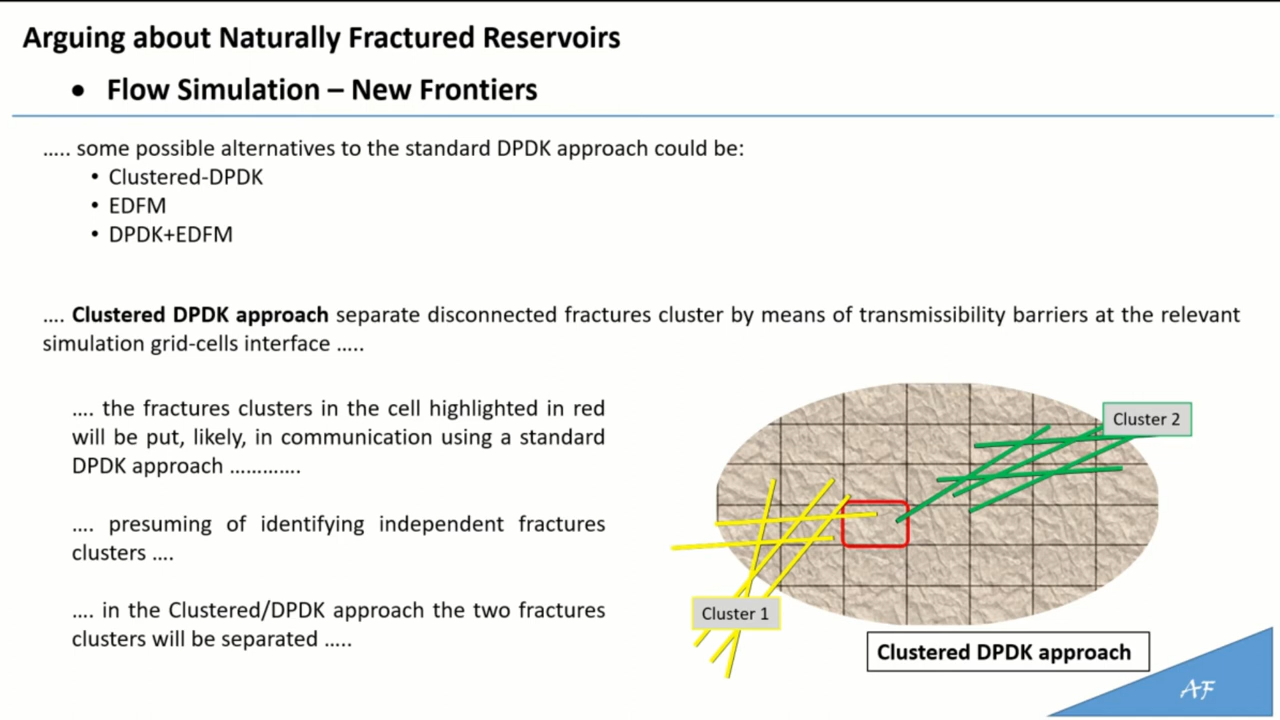 Arguing about Naturally Fractured Reservoirs
• Flow Simulation – New Frontiers
….. some possible alternatives to the standard DPDK approach could be:
• Clustered-DPDK
• EDFM
• DPDK+EDFM
…. Clustered DPDK approach separate disconnected fractures cluster by means of transmissibility barriers at the relevant
simulation grid-cells interface …..
…. the fractures clusters in the cell highlighted in red
will be put, likely, in communication using a standard
DPDK approach ………….
…. presuming of identifying independent fractures
clusters ….
…. in the Clustered/DPDK approach the two fractures
clusters will be separated …..
Cluster 2
Cluster 1
Clustered DPDK approach
AF